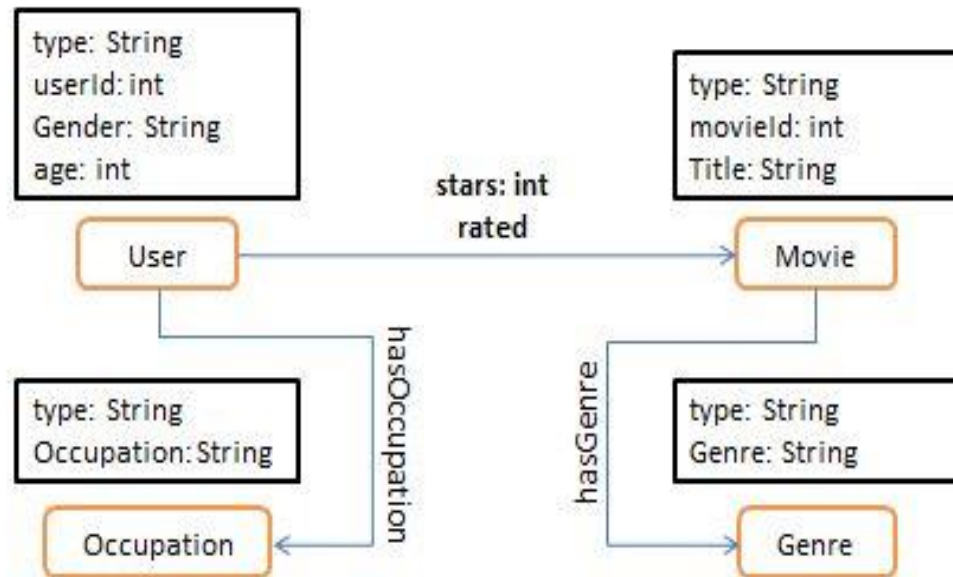 type: String
userId: int
Gender: String
age: int
type: String
movieId: int
Title: String
stars: int
rated
User
Movie
hasOccupation
hasGenre
type: String
Occupation: String
type: String
Genre: String
Occupation
Genre